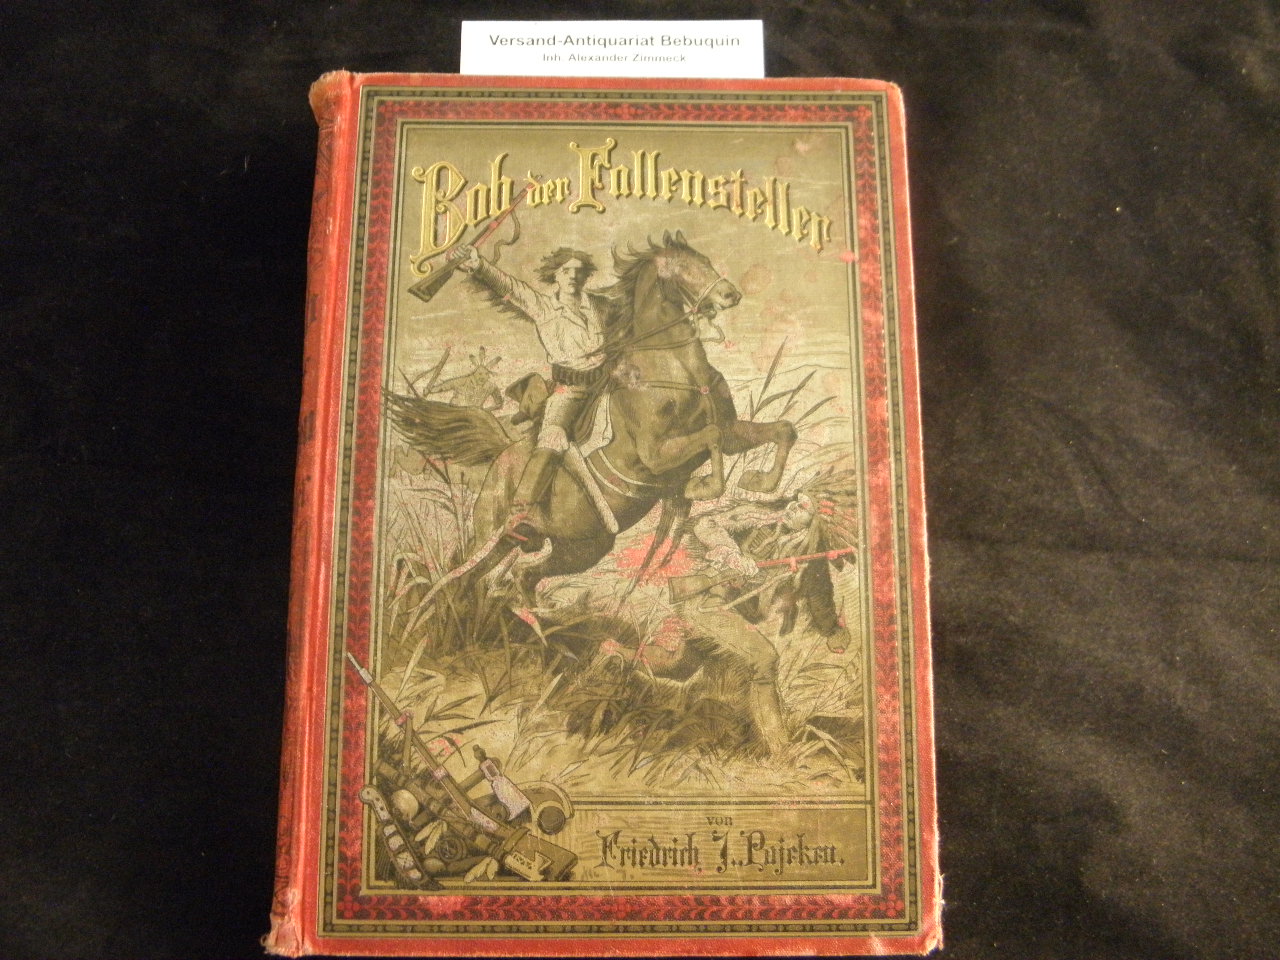 Versand-Antiquariat Bebuquin
Inh. Alexander Zimmeck
Bob der Fallensteller
von
Friedrich J. Pajeken.